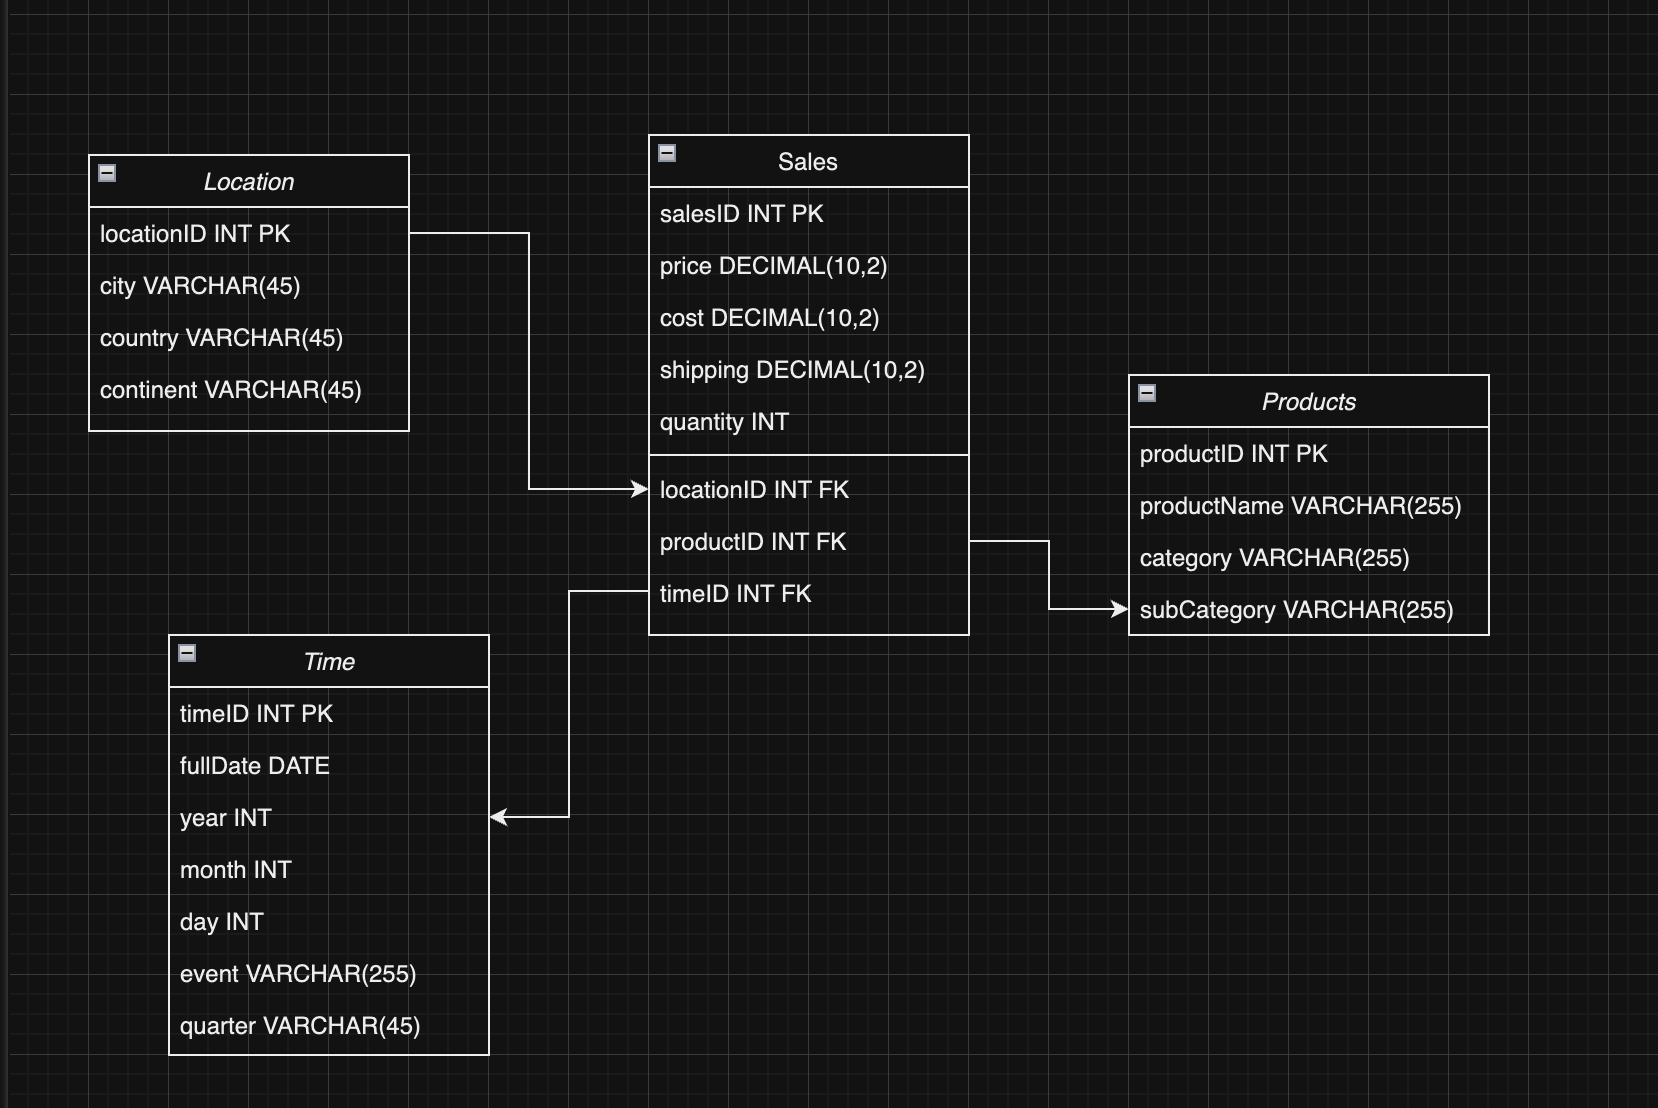 Location
locationID INT PK
city VARCHAR(45)
country VARCHAR(45)
continent VARCHAR(45)
Sales
salesID INT PK
price DECIMAL(10,2)
cost DECIMAL(10,2)
shipping DECIMAL(10,2)
quantity INT
locationID INT FK
productID INT FK
timeID INT FK
Products
productID INT PK
productName VARCHAR(255)
category VARCHAR(255)
subCategory VARCHAR(255)
Time
timeID INT PK
fullDate DATE
year INT
month INT
day INT
event VARCHAR(255)
quarter VARCHAR(45)